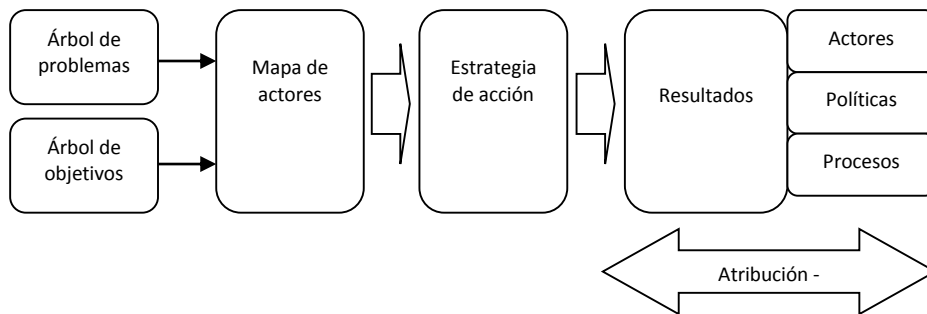 Árbol de
problemas
Árbol de
objetivos
Mapa de
actores
Estrategia
de acción
Resultados
Actores
Políticas
Procesos
Atribución -